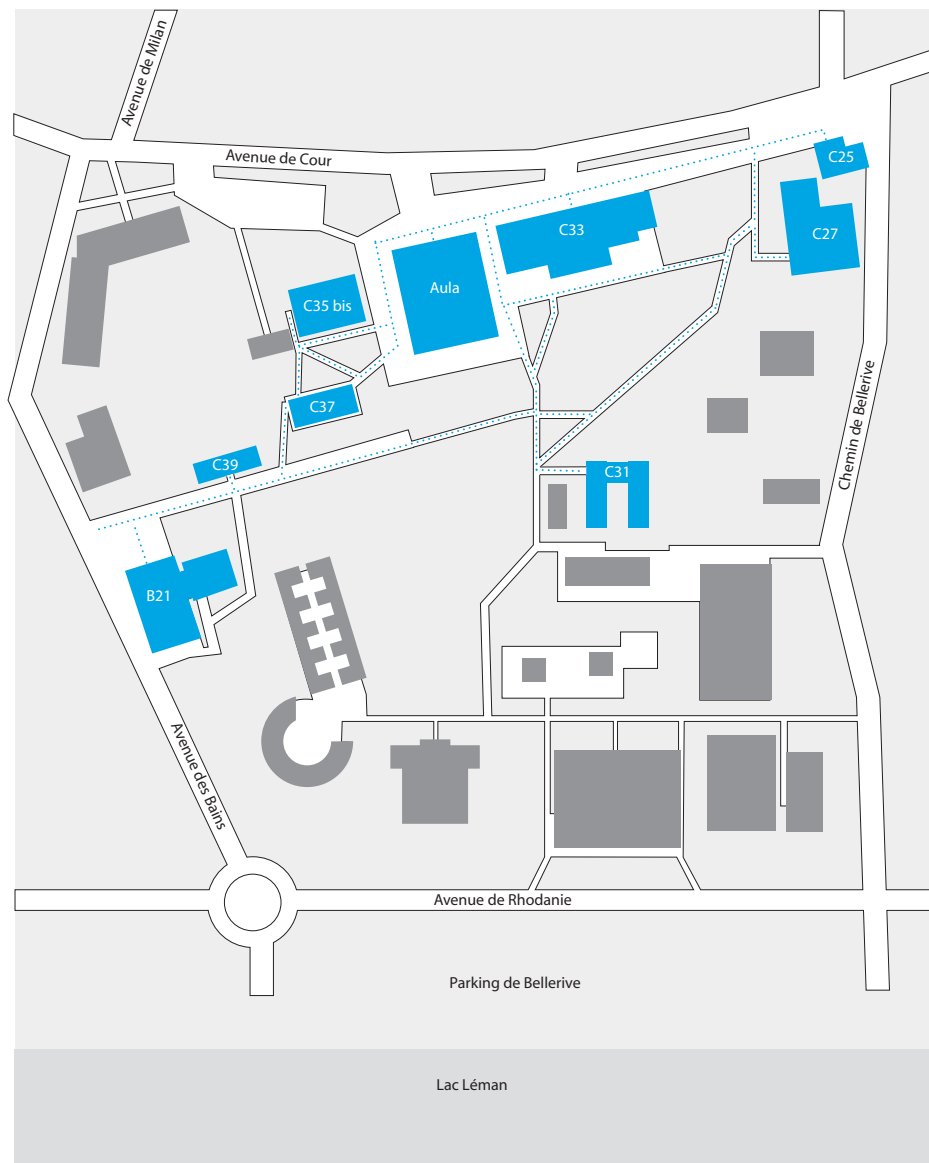 Avenue de Milan
Avenue de Cour
C25
C33
C27
Aula
C35 bis
C37
Chemin de Bellerive
C39
C31
B21
Avenue des Bains
Avenue de Rhodanie
Parking de Bellerive
Lac Léman